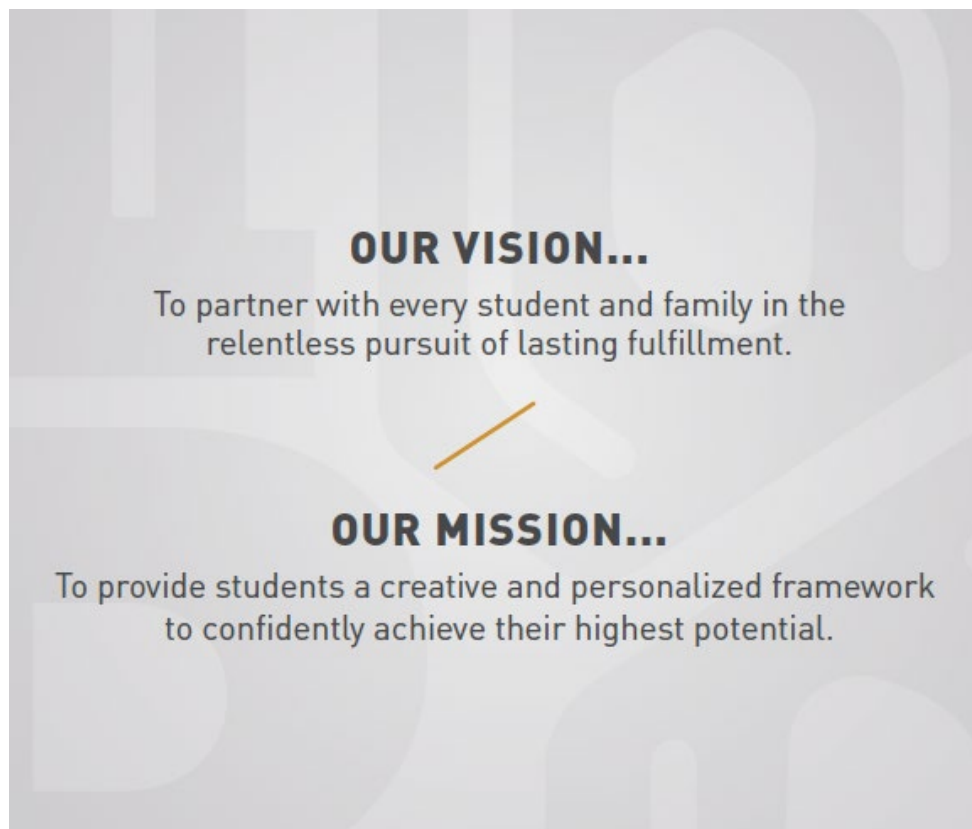 OUR VISION...
To partner with every student and family in the
relentless pursuit of lasting fulfillment.
OUR MISSION...
To provide students a creative and personalized framework
to confidently achieve their highest potential.